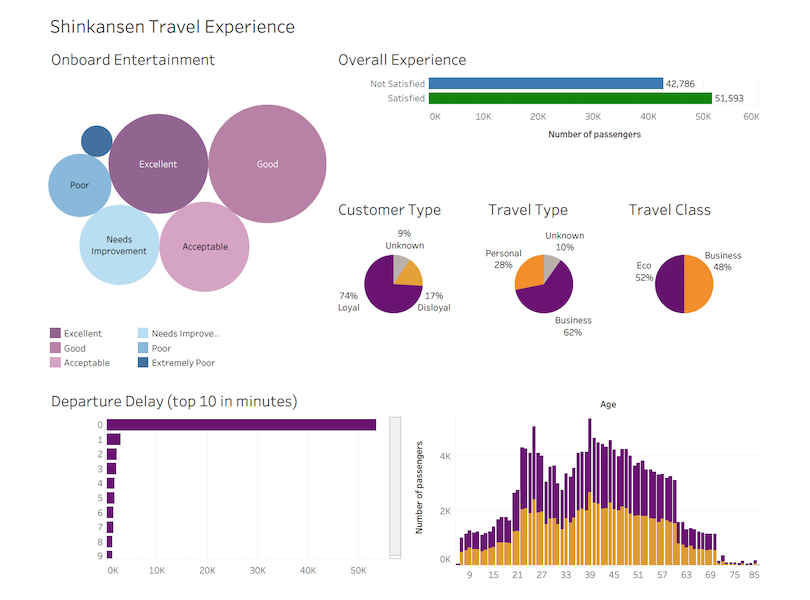 Shinkansen Travel Experience
Onboard Entertainment
Excellent
Good
Poor
Needs
Improvement
Acceptable
Excellent
Good
Acceptable
Needs Improve..
Poor
Extremely Poor
Overall Experience
Not Satisfied
42,786
Satisfied
51,593
0K 10K 20K 30K 40K 50K 60K
Number of passengers
Customer Type
9%
Unknown
74%
Loyal
17%
Disloyal
Travel Type
Unknown
10%
Personal
28%
Business
62%
Travel Class
Business
48%
Eco
52%
Departure Delay (top 10 in minutes)
0
1
2
3
4
5
6
7
8
9
0K 10K 20K 30K 40K 50K
Age
Number of passengers
4K
2K
0K
9 15 21 27 33 39 45 51 57 63 69 75 85